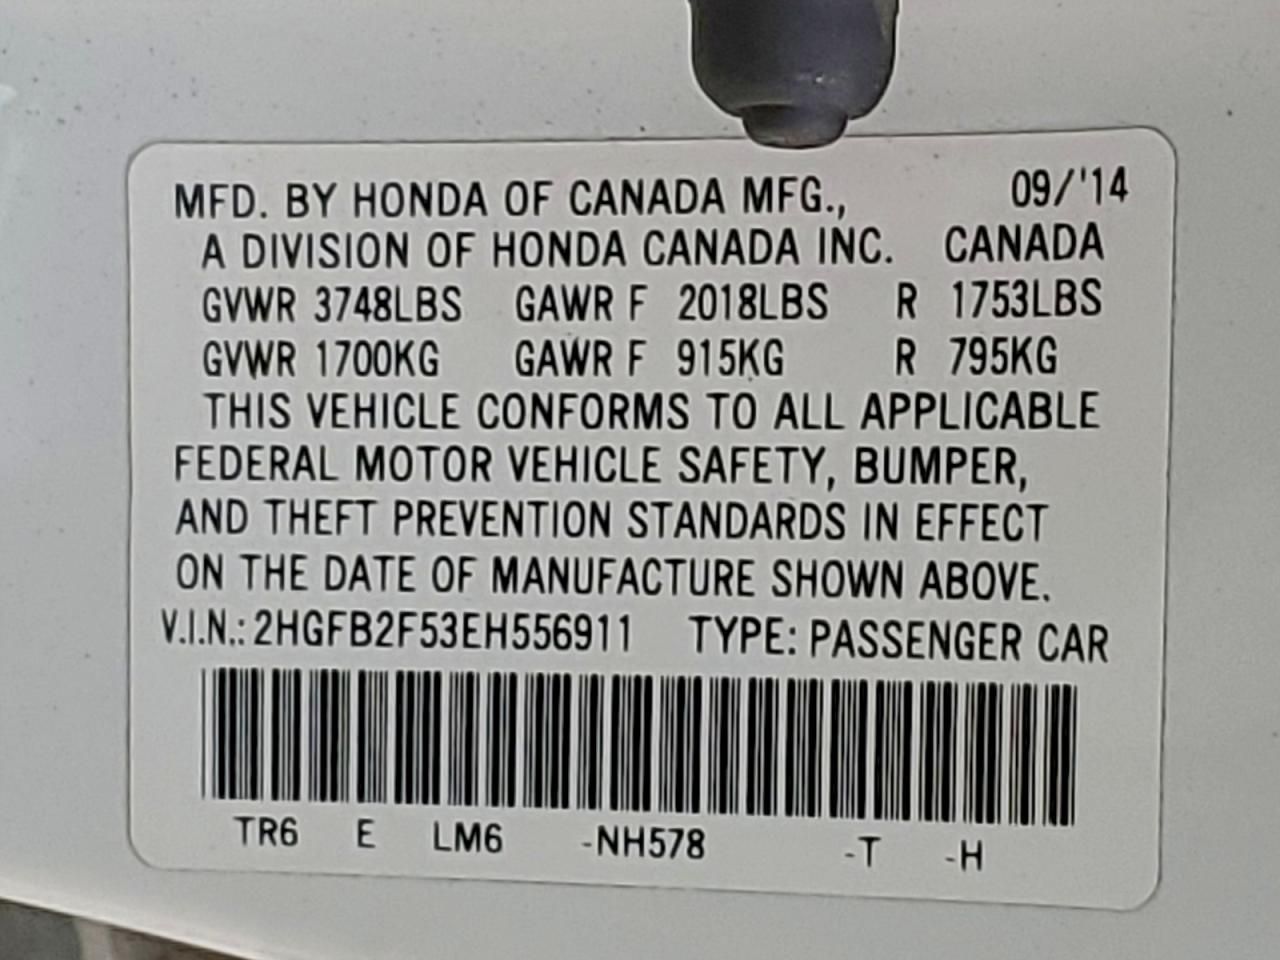 MFD. BY HONDA OF CANADA MFG., 09/'14
A DIVISION OF HONDA CANADA INC. CANADA
GVWR 3748LBS GAWR F 2018LBS R 1753LBS
GVWR 1700KG GAWR F 915KG R 795KG
THIS VEHICLE CONFORMS TO ALL APPLICABLE
FEDERAL MOTOR VEHICLE SAFETY, BUMPER,
AND THEFT PREVENTION STANDARDS IN EFFECT
ON THE DATE OF MANUFACTURE SHOWN ABOVE.
V.I.N.: 2HGFB2F53EH556911 TYPE: PASSENGER CAR
TR6 E LM6 -NH578 -T -H